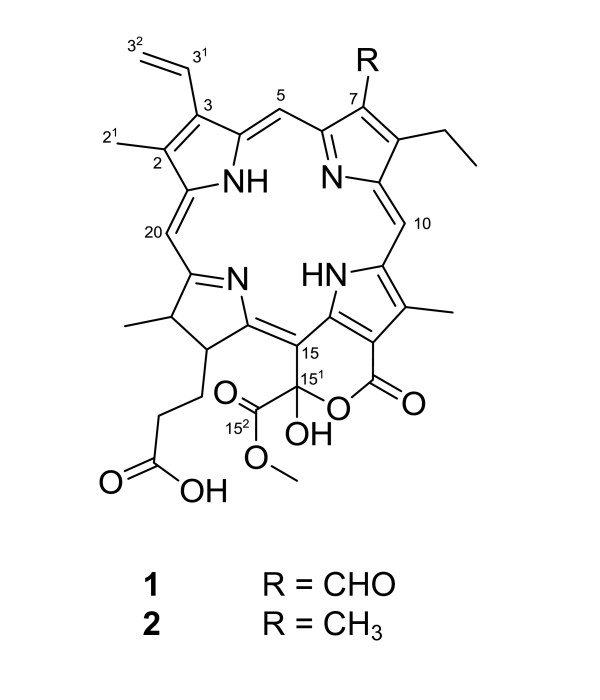 3² 3¹ R
3 5 7
2¹ 2
NH N
20 10
N HN
15
15¹
O O O
15² OH
O
O OH
1 R = CHO
2 R = CH₃